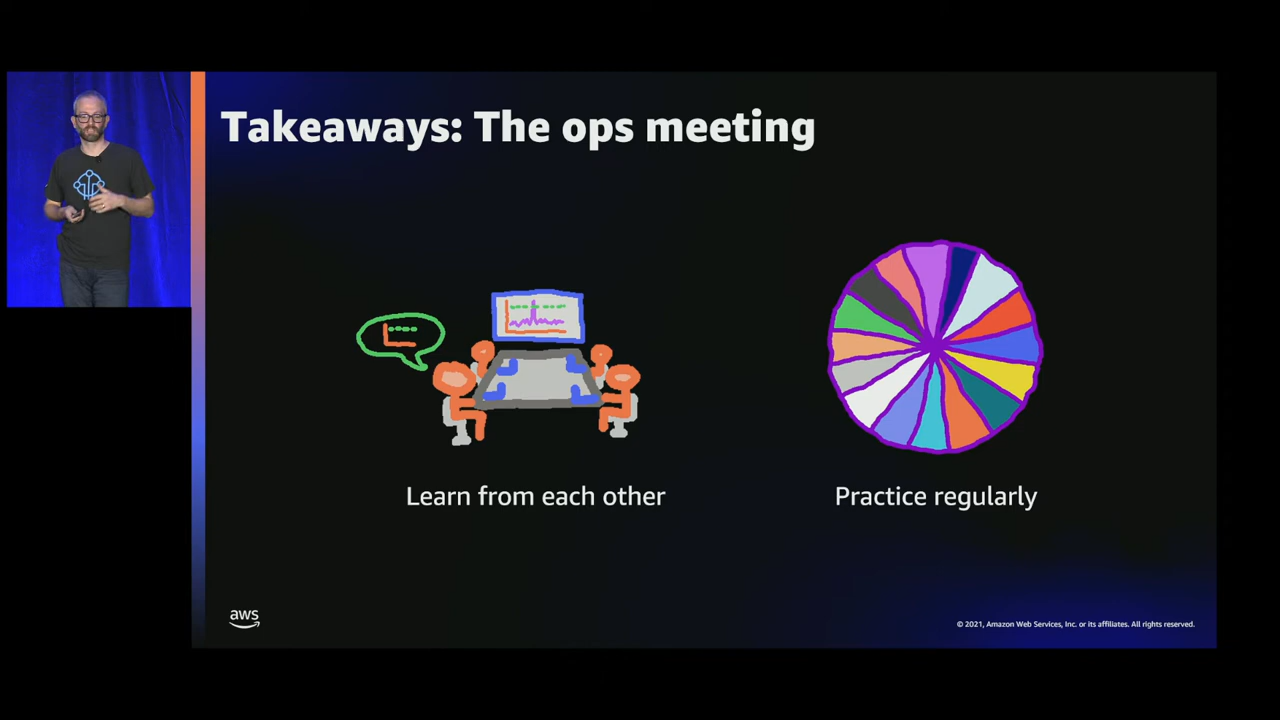 Takeaways: The ops meeting
Learn from each other
Practice regularly
aws
© 2021, Amazon Web Services, Inc. or its affiliates. All rights reserved.